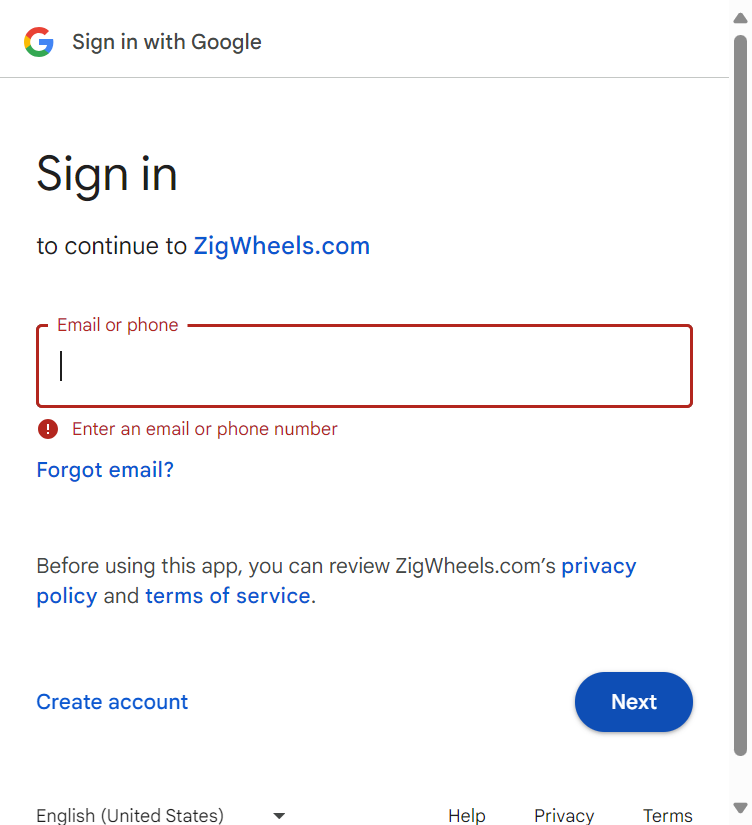 Sign in with Google
Sign in
to continue to ZigWheels.com
Email or phone
Enter an email or phone number
Forgot email?
Before using this app, you can review ZigWheels.com’s privacy
policy and terms of service.
Create account
Next
English (United States)
Help
Privacy
Terms